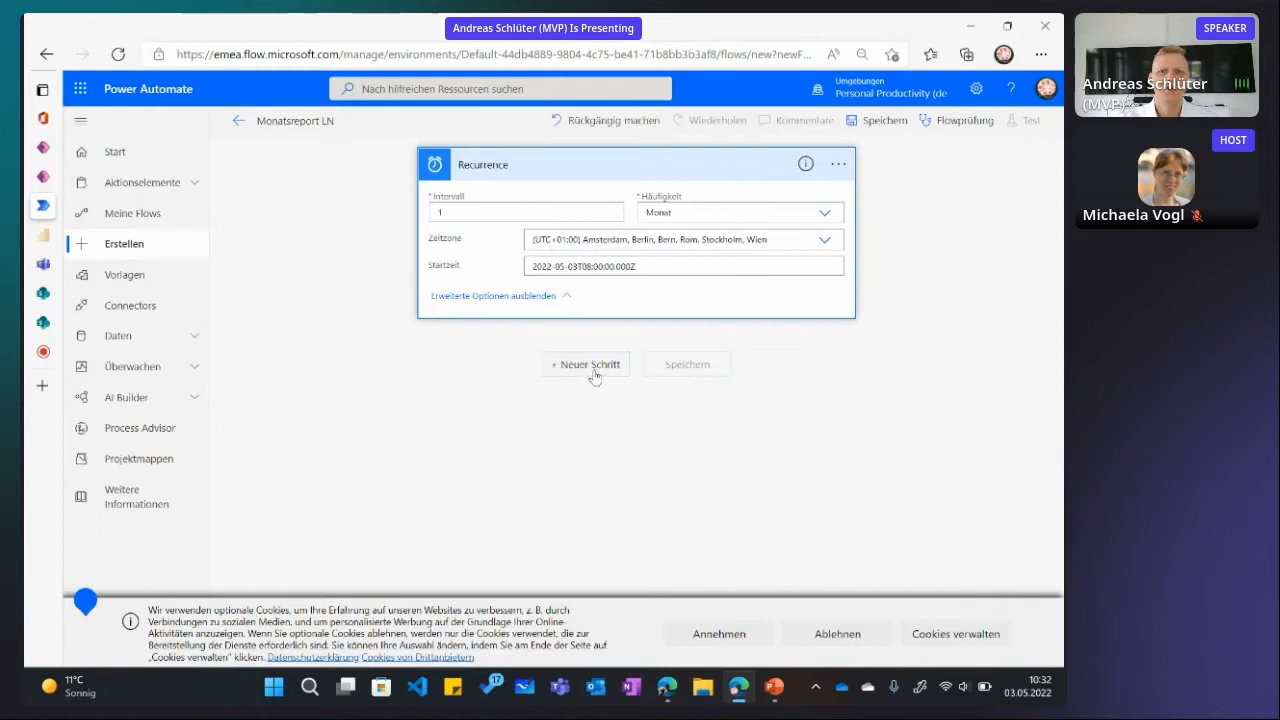 Andreas Schlüter (MVP) Is Presenting
https://emea.flow.microsoft.com/manage/environments/Default-44db4889-9804-4c75-be41-71b8bb3b3af8/flows/new?newF...
Power Automate
Nach hilfreichen Ressourcen suchen
Umgebungen
Personal Productivity (de
Monatsreport LN
Rückgängig machen
Wiederholen
Kommentare
Speichern
Flowprüfung
Test
Start
Aktionselemente
Meine Flows
Erstellen
Vorlagen
Connectors
Daten
Überwachen
AI Builder
Process Advisor
Projektmappen
Weitere
Informationen
Recurrence
* Intervall
* Häufigkeit
1
Monat
Zeitzone
(UTC+01:00) Amsterdam, Berlin, Bern, Rom, Stockholm, Wien
Startzeit
2022-05-03T08:00:00.000Z
Erweiterte Optionen ausblenden
+ Neuer Schritt
Speichern
Wir verwenden optionale Cookies, um Ihre Erfahrung auf unseren Websites zu verbessern, z. B. durch
Verbindungen zu sozialen Medien, und um personalisierte Werbung auf der Grundlage Ihrer Online-
Aktivitäten anzuzeigen. Wenn Sie optionale Cookies ablehnen, werden nur die Cookies verwendet, die zur
Bereitstellung der Dienste erforderlich sind. Sie können Ihre Auswahl ändern, indem Sie am Ende der Seite auf
„Cookies verwalten“ klicken. Datenschutzerklärung Cookies von Drittanbietern
Annehmen
Ablehnen
Cookies verwalten
11°C
Sonnig
17
10:32
03.05.2022
SPEAKER
Andreas Schlüter
(MVP)
HOST
Michaela Vogl